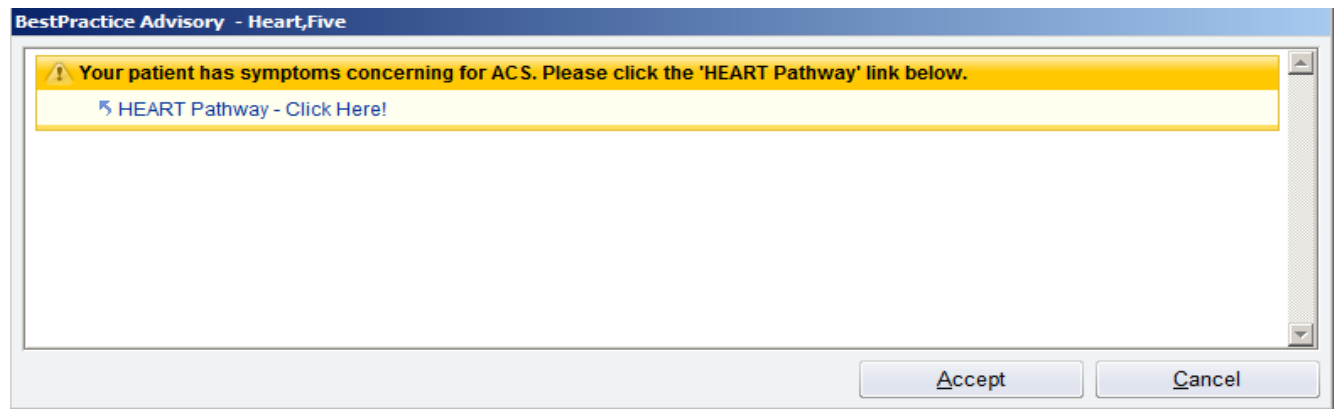 BestPractice Advisory - Heart,Five
Your patient has symptoms concerning for ACS. Please click the 'HEART Pathway' link below.
HEART Pathway - Click Here!
Accept Cancel